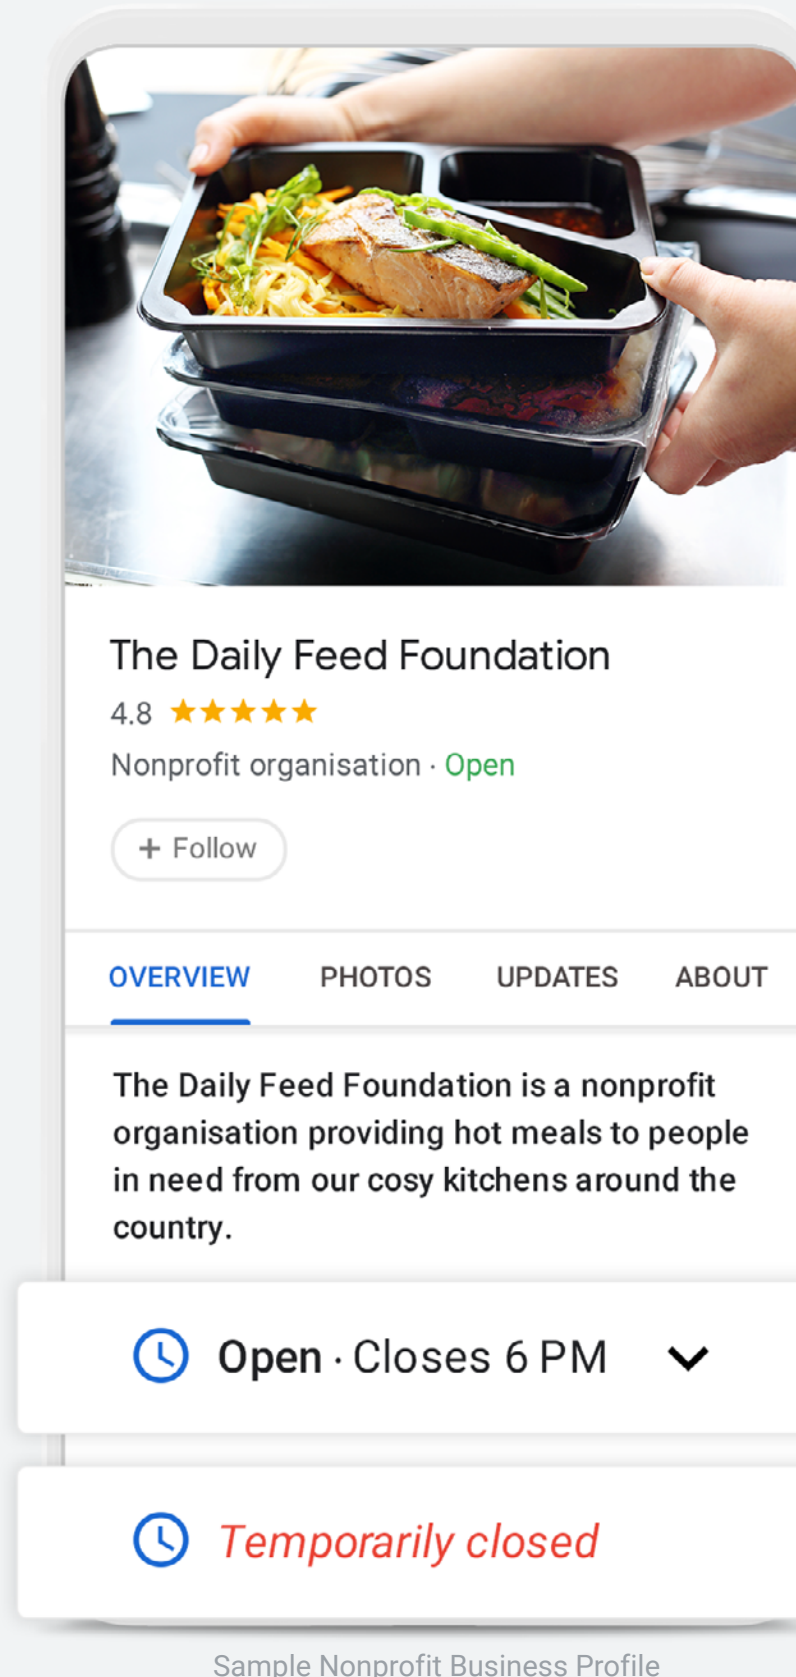 The Daily Feed Foundation
4.8
Nonprofit organisation · Open
+ Follow
OVERVIEW PHOTOS UPDATES ABOUT
The Daily Feed Foundation is a nonprofit
organisation providing hot meals to people
in need from our cosy kitchens around the
country.
Open · Closes 6 PM
Temporarily closed
Sample Nonprofit Business Profile